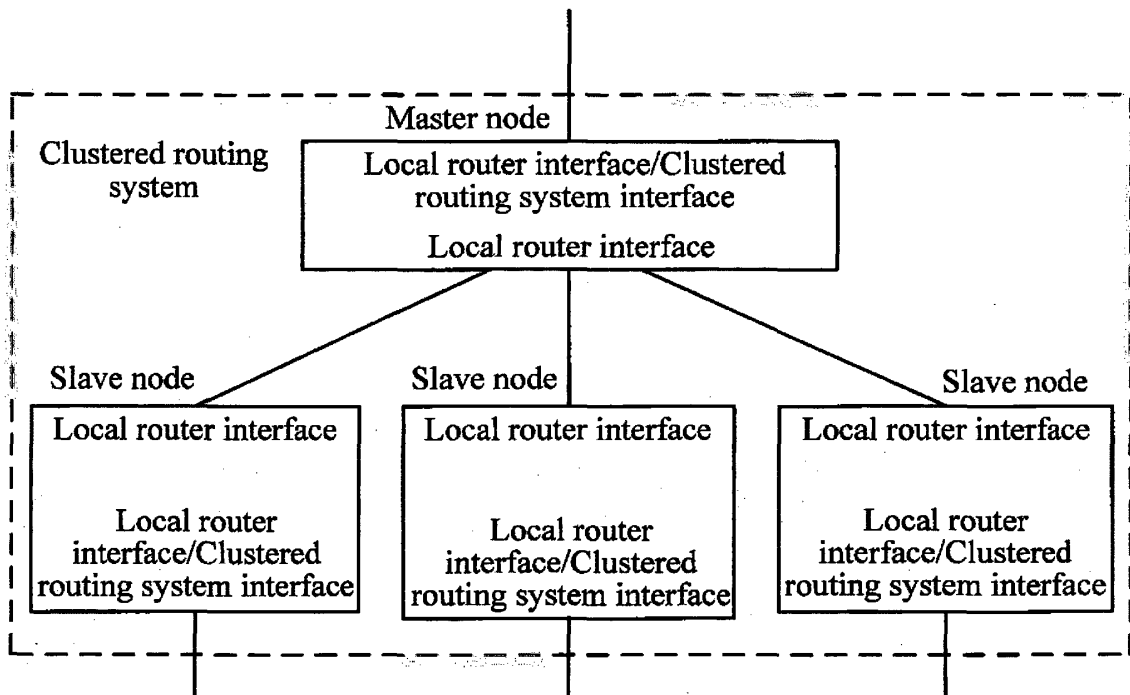 Master node
Clustered routing
system
Local router interface/Clustered
routing system interface
Local router interface
Slave node
Slave node
Slave node
Local router interface
Local router
interface/Clustered
routing system interface
Local router interface
Local router
interface/Clustered
routing system interface
Local router interface
Local router
interface/Clustered
routing system interface